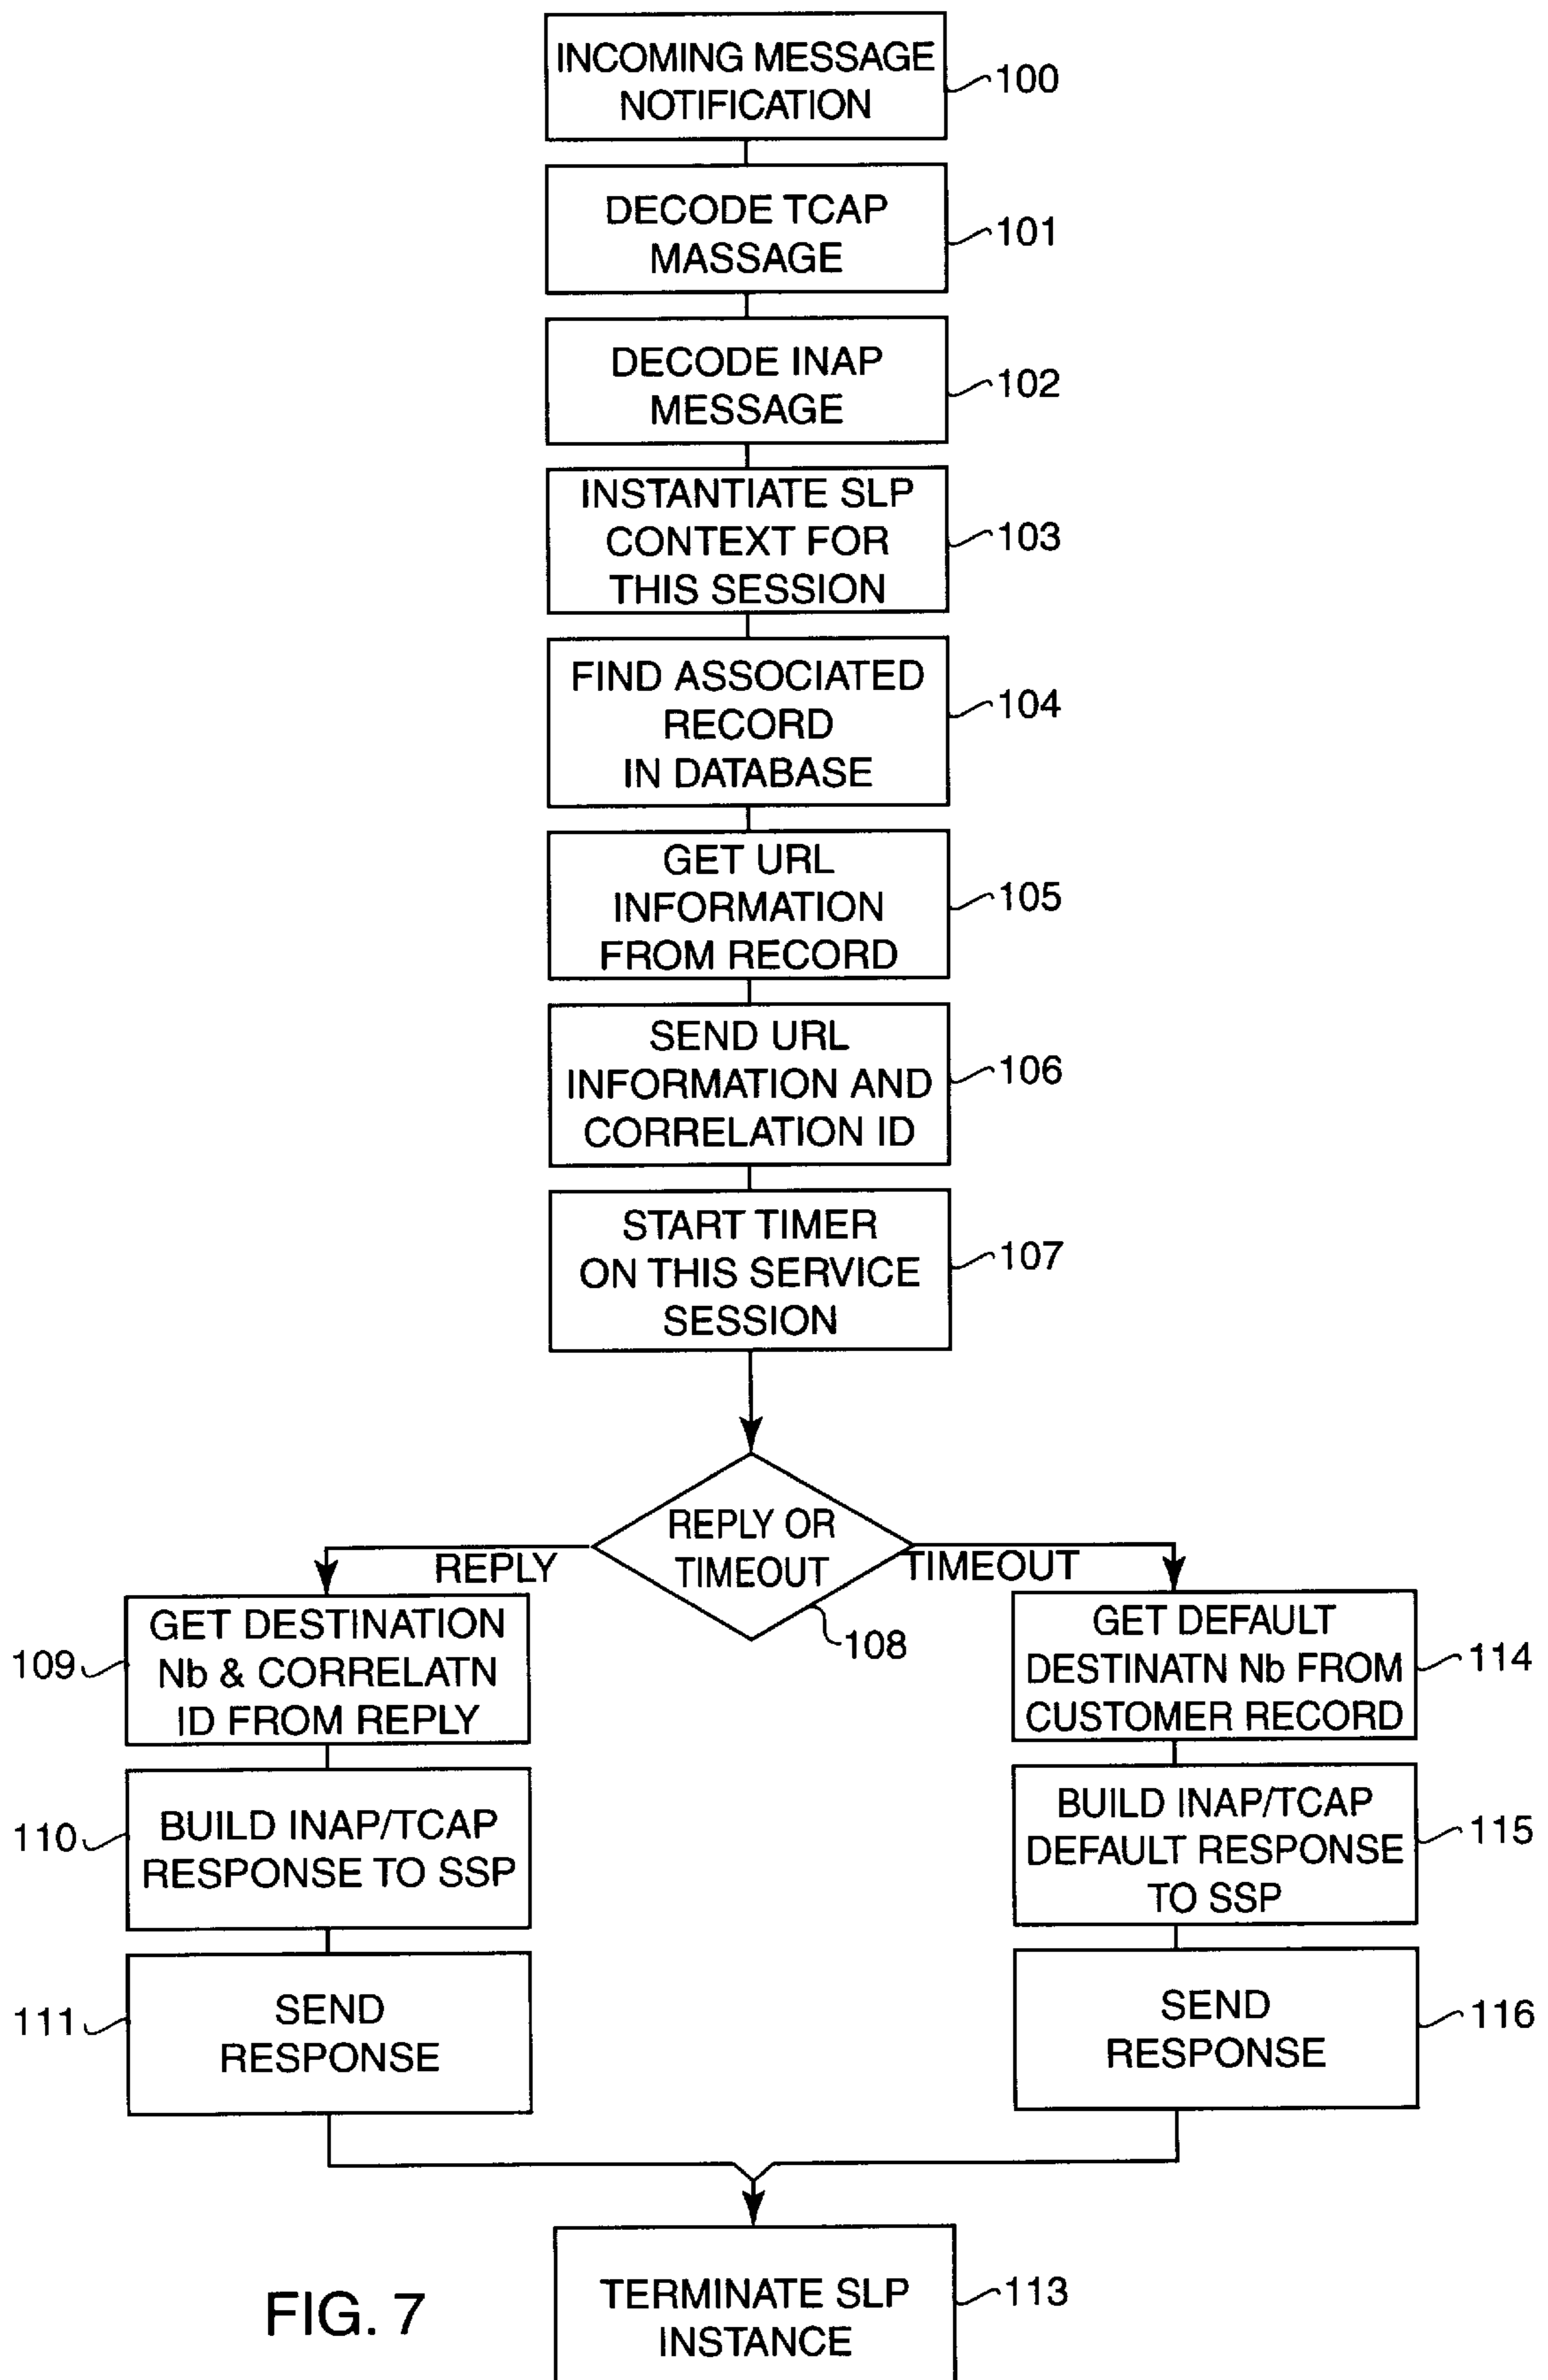 INCOMING MESSAGE
NOTIFICATION
100
DECODE TCAP
MASSAGE
101
DECODE INAP
MESSAGE
102
INSTANTIATE SLP
CONTEXT FOR
THIS SESSION
103
FIND ASSOCIATED
RECORD
IN DATABASE
104
GET URL
INFORMATION
FROM RECORD
105
SEND URL
INFORMATION AND
CORRELATION ID
106
START TIMER
ON THIS SERVICE
SESSION
107
REPLY OR
TIMEOUT
108
REPLY
TIMEOUT
109
GET DESTINATION
Nb & CORRELATN
ID FROM REPLY
GET DEFAULT
DESTINATN Nb FROM
CUSTOMER RECORD
114
110
BUILD INAP/TCAP
RESPONSE TO SSP
BUILD INAP/TCAP
DEFAULT RESPONSE
TO SSP
115
111
SEND
RESPONSE
SEND
RESPONSE
116
TERMINATE SLP
INSTANCE
113
FIG. 7